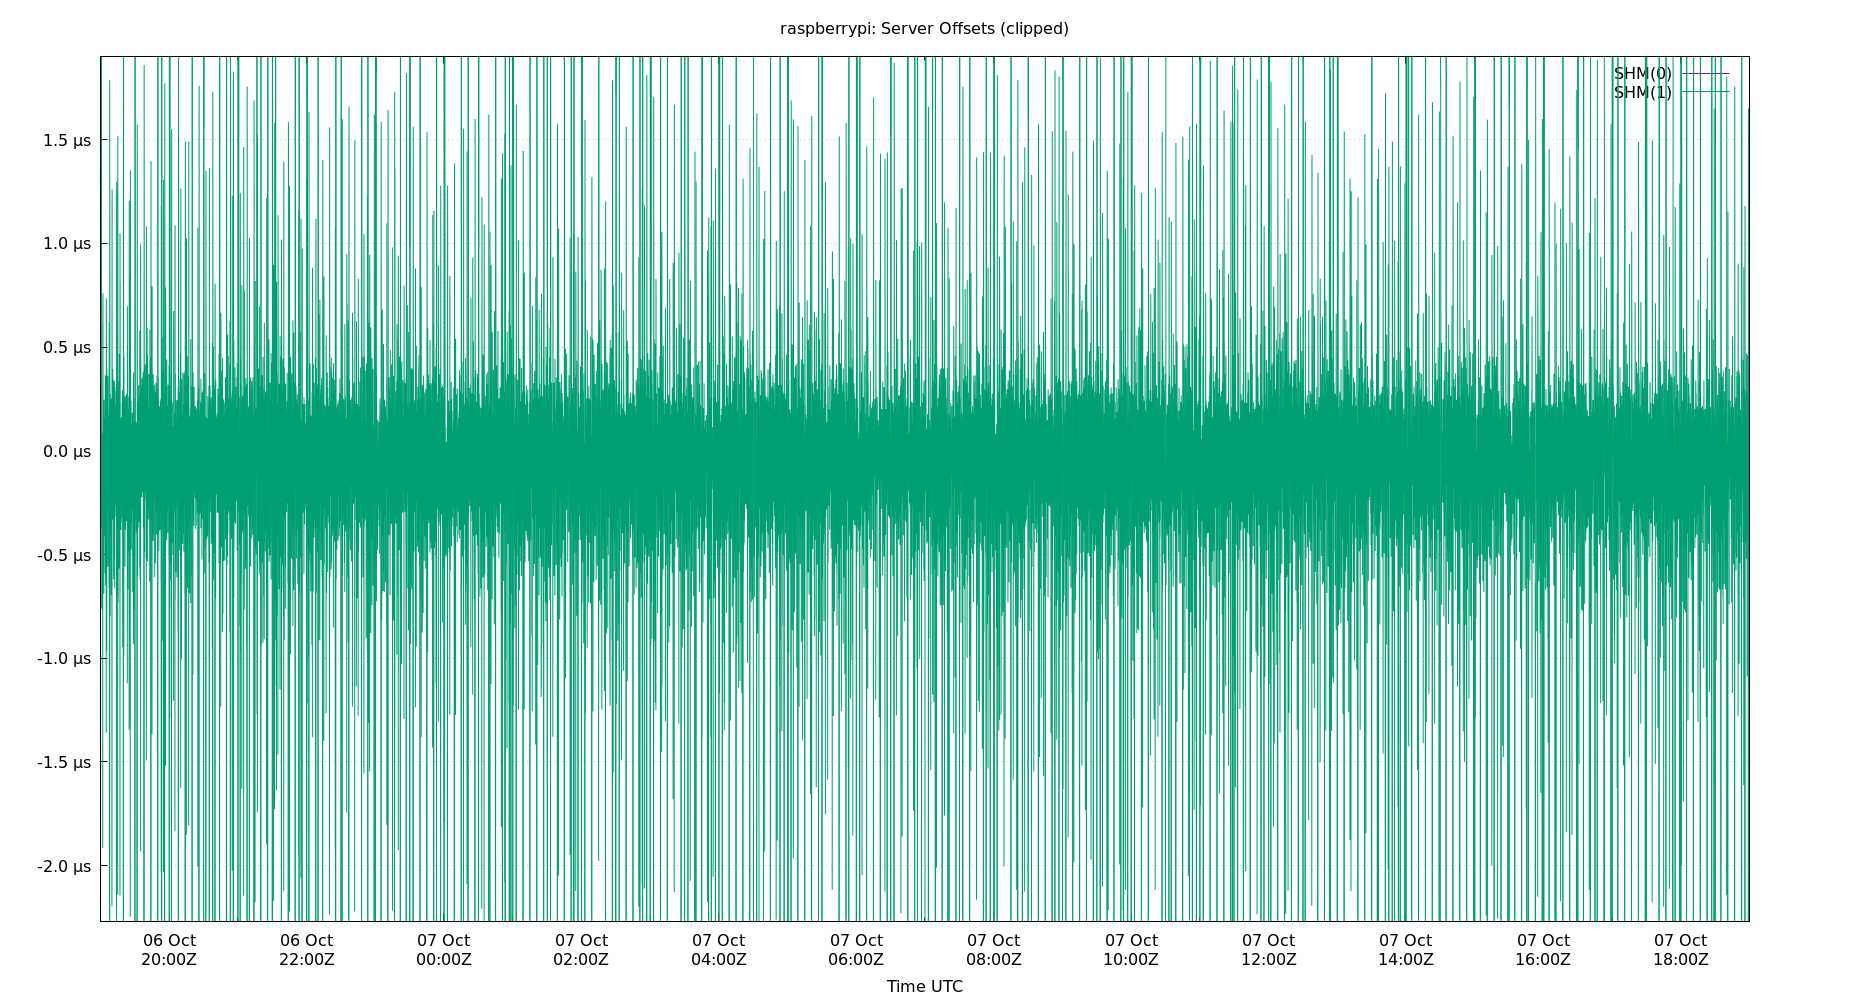 raspberrypi: Server Offsets (clipped)
SHM(0)
SHM(1)
1.5 µs
1.0 µs
0.5 µs
0.0 µs
-0.5 µs
-1.0 µs
-1.5 µs
-2.0 µs
06 Oct 06 Oct 07 Oct 07 Oct 07 Oct 07 Oct 07 Oct 07 Oct 07 Oct 07 Oct 07 Oct 07 Oct
20:00Z 22:00Z 00:00Z 02:00Z 04:00Z 06:00Z 08:00Z 10:00Z 12:00Z 14:00Z 16:00Z 18:00Z
Time UTC